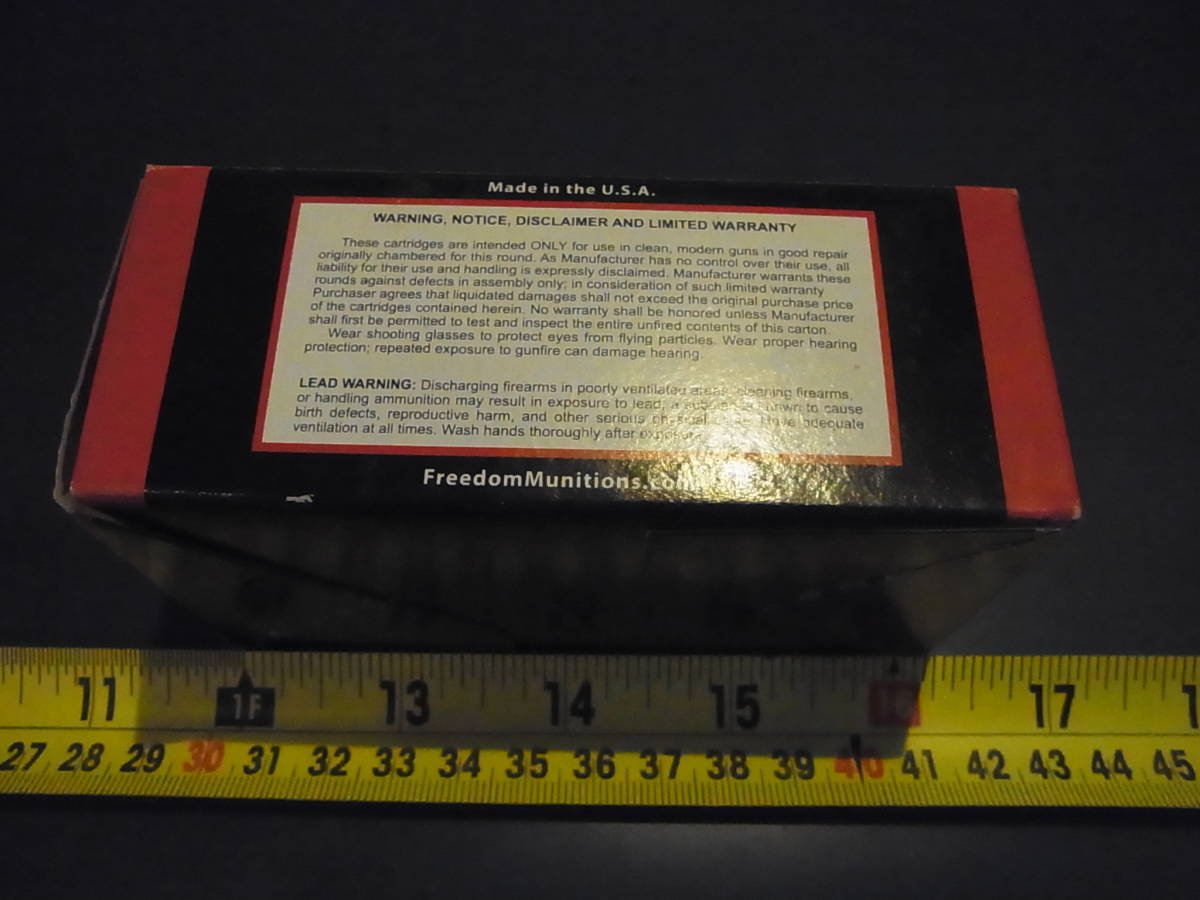 Made in the U.S.A.
WARNING, NOTICE, DISCLAIMER AND LIMITED WARRANTY
These cartridges are intended ONLY for use in clean, modern guns in good repair
originally chambered for this round. As Manufacturer has no control over their use, all
liability for their use and handling is expressly disclaimed. Manufacturer warrants these
rounds against defects in assembly only; in consideration of such limited warranty
Purchaser agrees that liquidated damages shall not exceed the original purchase price
of the cartridges contained herein. No warranty shall be honored unless Manufacturer
shall first be permitted to test and inspect the entire unfired contents of this carton.
Wear shooting glasses to protect eyes from flying particles. Wear proper hearing
protection; repeated exposure to gunfire can damage hearing.
LEAD WARNING: Discharging firearms in poorly ventilated areas, cleaning firearms,
or handling ammunition may result in exposure to lead, a known to cause
birth defects, reproductive harm, and other serious physical Have adequate
ventilation at all times. Wash hands thoroughly after exposure.
FreedomMunitions.com
11 1F 13 14 15 16 17
27 28 29 30 31 32 33 34 35 36 37 38 39 40 41 42 43 44 45